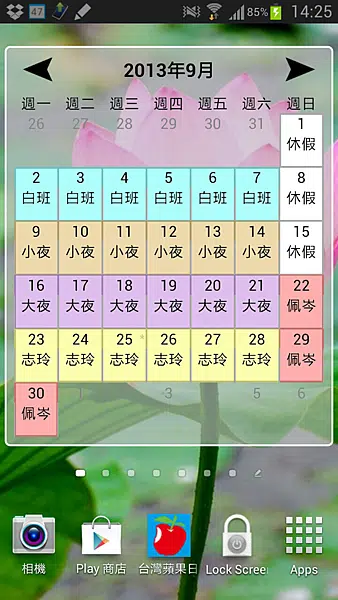 47 85% 14:25
2013年9月
週一 週二 週三 週四 週五 週六 週日
26 27 28 29 30 31 1
休假
2 3 4 5 6 7 8
白班 白班 白班 白班 白班 白班 休假
9 10 11 12 13 14 15
小夜 小夜 小夜 小夜 小夜 小夜 休假
16 17 18 19 20 21 22
大夜 大夜 大夜 大夜 大夜 大夜 佩岑
23 24 25 26 27 28 29
志玲 志玲 志玲 志玲 志玲 志玲 佩岑
30 1 3 5 6
佩岑
相機 Play 商店 台灣蘋果日 Lock Screen Apps